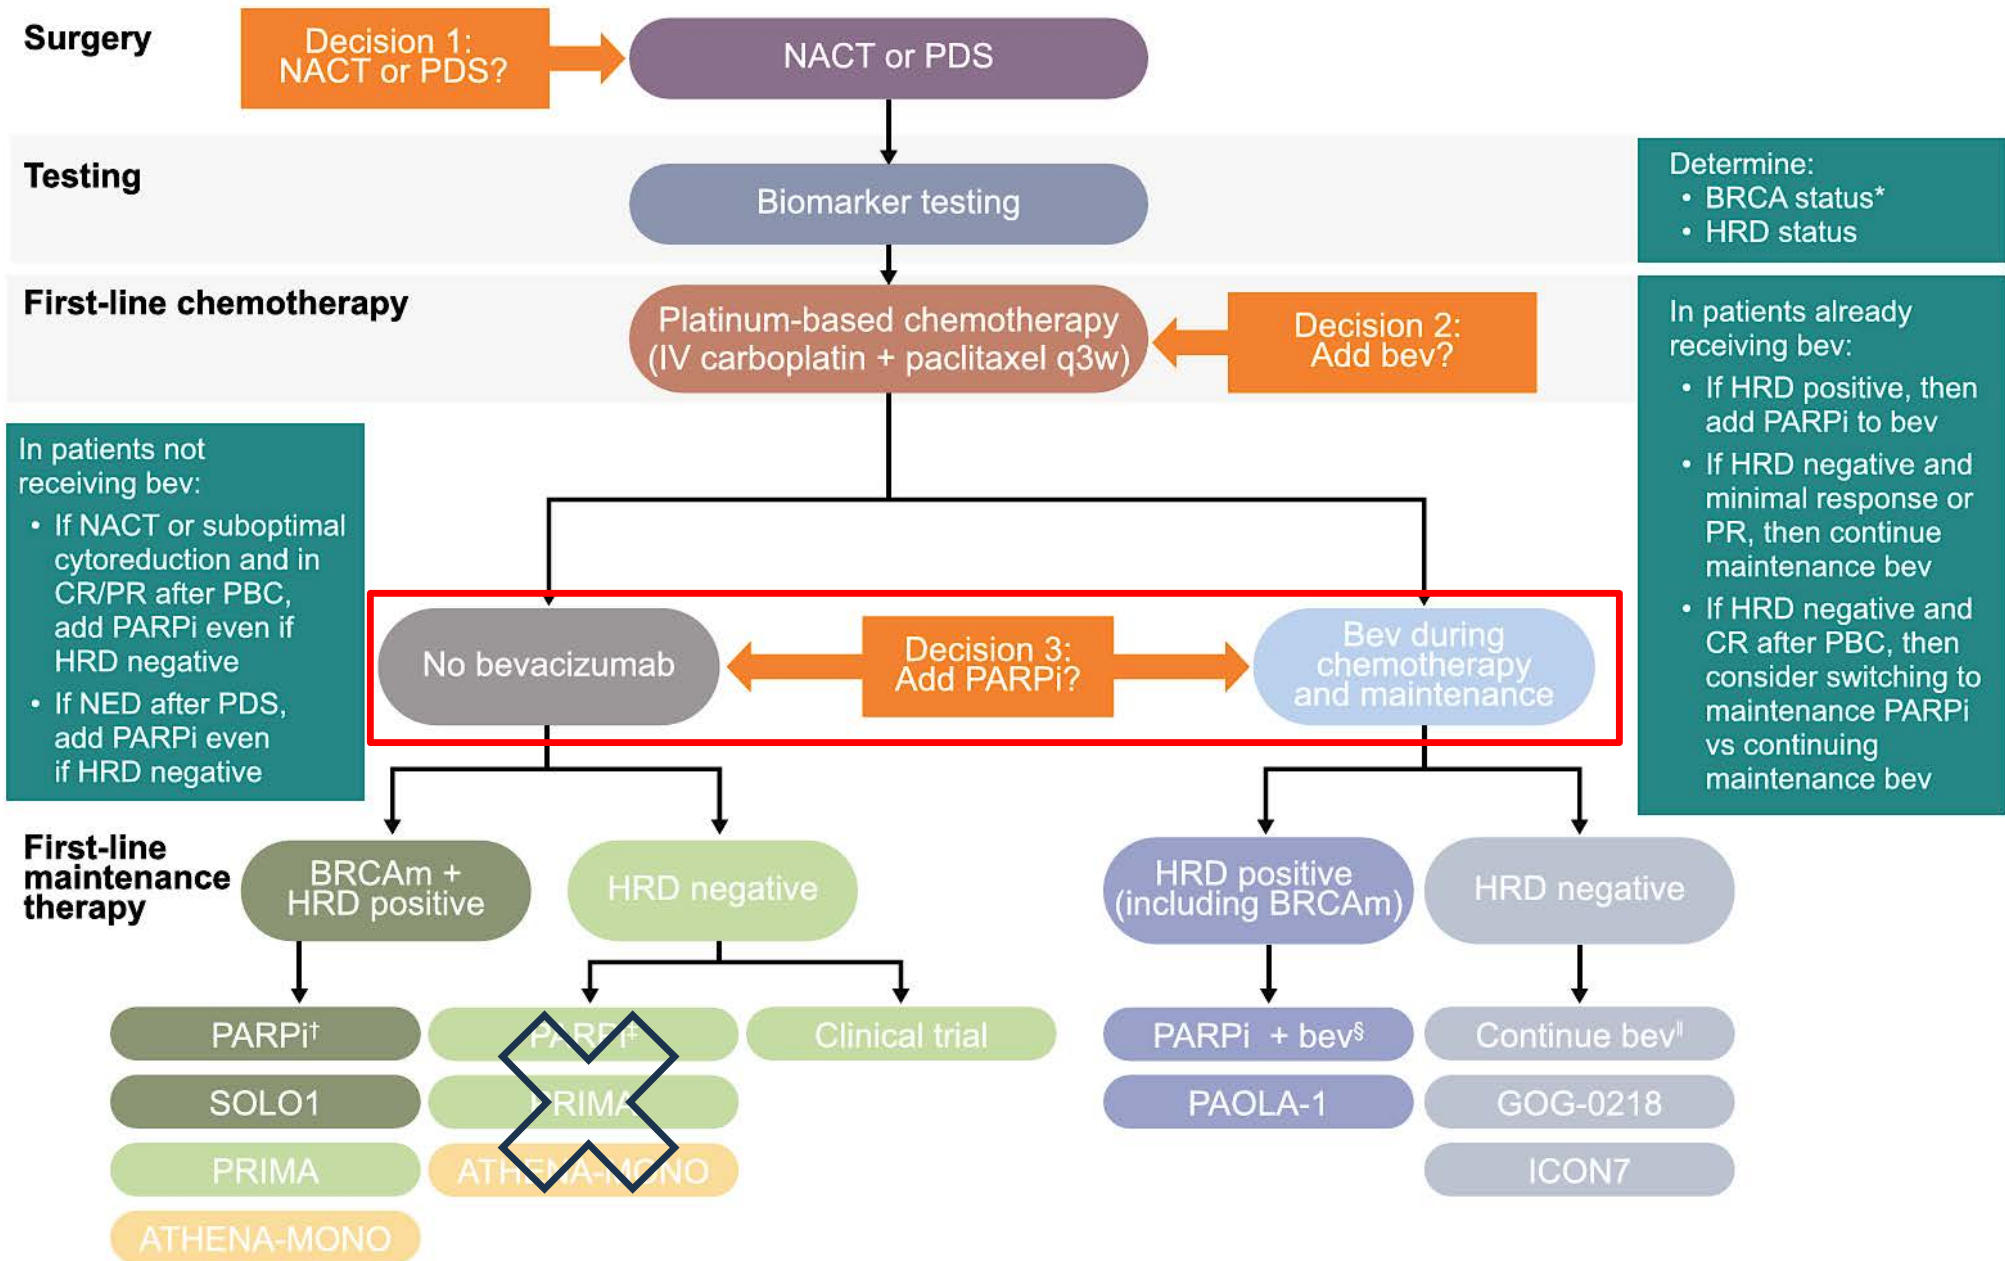 Surgery
Decision 1:
NACT or PDS?
NACT or PDS
Testing
Biomarker testing
Determine:
• BRCA status*
• HRD status
First-line chemotherapy
Platinum-based chemotherapy
(IV carboplatin + paclitaxel q3w)
Decision 2:
Add bev?
In patients already
receiving bev:
• If HRD positive, then
add PARPi to bev
• If HRD negative and
minimal response or
PR, then continue
maintenance bev
• If HRD negative and
CR after PBC, then
consider switching to
maintenance PARPi
vs continuing
maintenance bev
In patients not
receiving bev:
• If NACT or suboptimal
cytoreduction and in
CR/PR after PBC,
add PARPi even if
HRD negative
• If NED after PDS,
add PARPi even
if HRD negative
No bevacizumab
Decision 3:
Add PARPi?
Bev during
chemotherapy
and maintenance
First-line
maintenance
therapy
BRCAm +
HRD positive
HRD negative
HRD positive
(including BRCAm)
HRD negative
PARPi†
PARPi‡
Clinical trial
PARPi + bev§
Continue bev‖
SOLO1
PRIMA
PAOLA-1
GOG-0218
PRIMA
ATHENA-MONO
ICON7
ATHENA-MONO